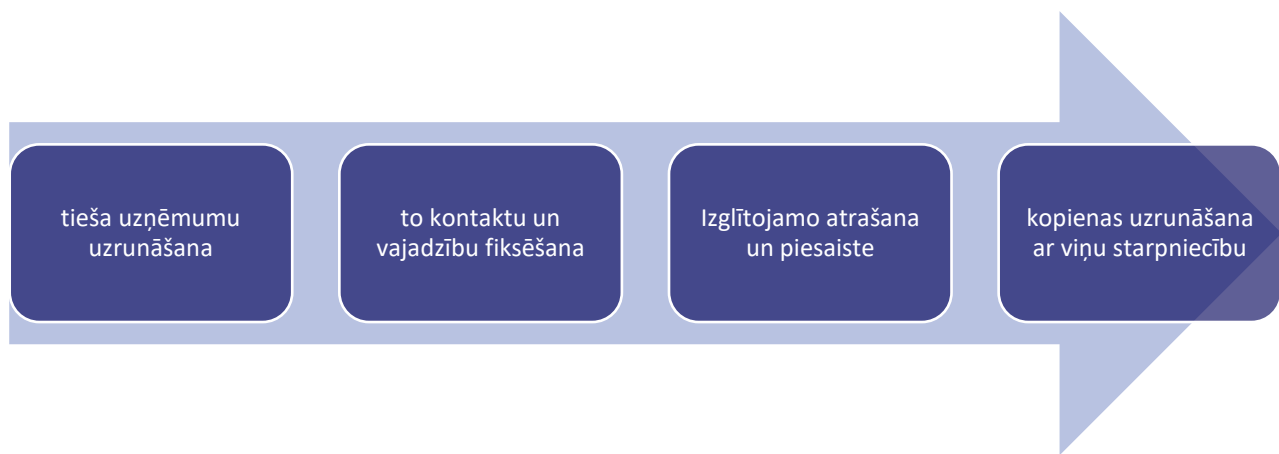 tieša uzņēmumu
uzrunāšana
to kontaktu un
vajadzību fiksēšana
Izglītojamo atrašana
un piesaiste
kopienas uzrunāšana
ar viņu starpniecību